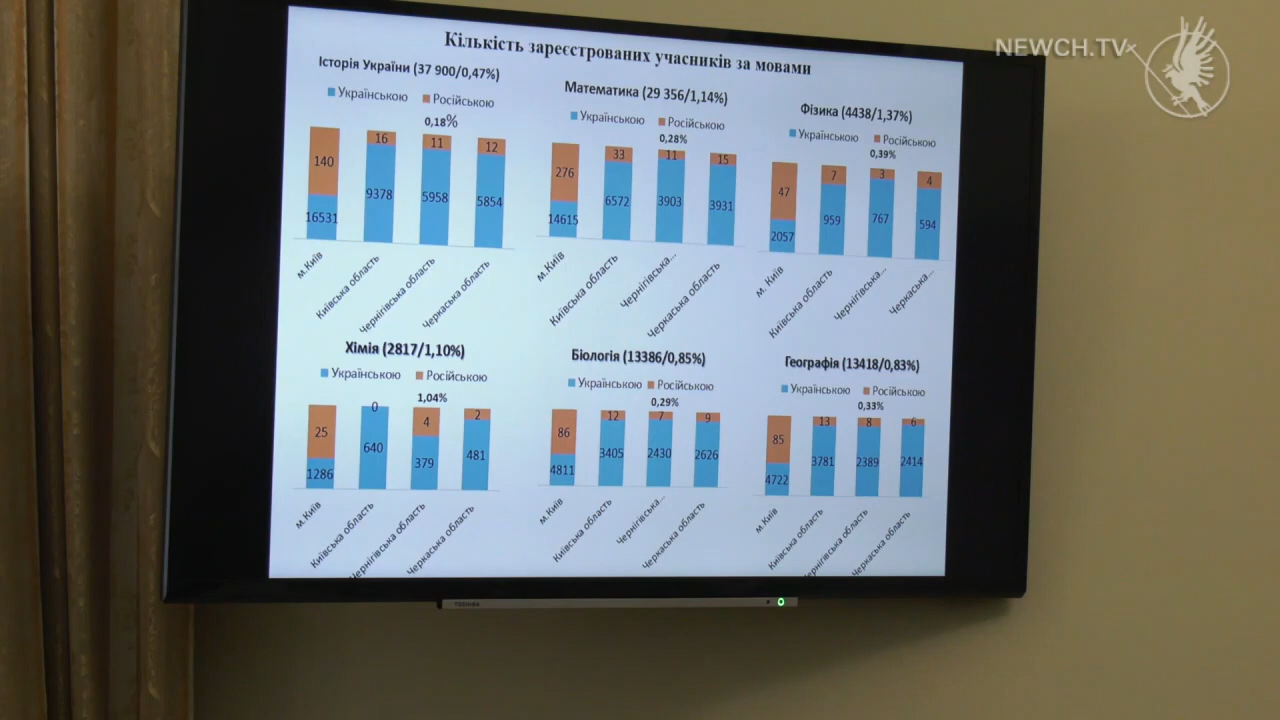 NEWCH.TV
Кількість зареєстрованих учасників за мовами
Історія України (37 900/0,47%)
Українською Російською
0,18%
140 16 11 12
16531 9378 5958 5854
м.Київ Київська область Чернігівська область Черкаська область
Математика (29 356/1,14%)
Українською Російською
0,28%
276 33 11 15
14615 6572 3903 3931
м.Київ Київська область Чернігівська... Черкаська область
Фізика (4438/1,37%)
Українською Російською
0,39%
47 7 3 4
2057 959 767 594
м. Київ Київська область Чернігівська... Черкаська...
Хімія (2817/1,10%)
Українською Російською
1,04%
25 0 4 2
1286 640 379 481
м. Київ Київська область Чернігівська область Черкаська область
Біологія (13386/0,85%)
Українською Російською
0,29%
86 12 7 9
4811 3405 2430 2626
м. Київ Київська область Чернігівська... Черкаська область
Географія (13418/0,83%)
Українською Російською
0,33%
85 13 8 6
4722 3781 2389 2414
м. Київ Київська область Чернігівська область Черкаська область
TOSHIBA